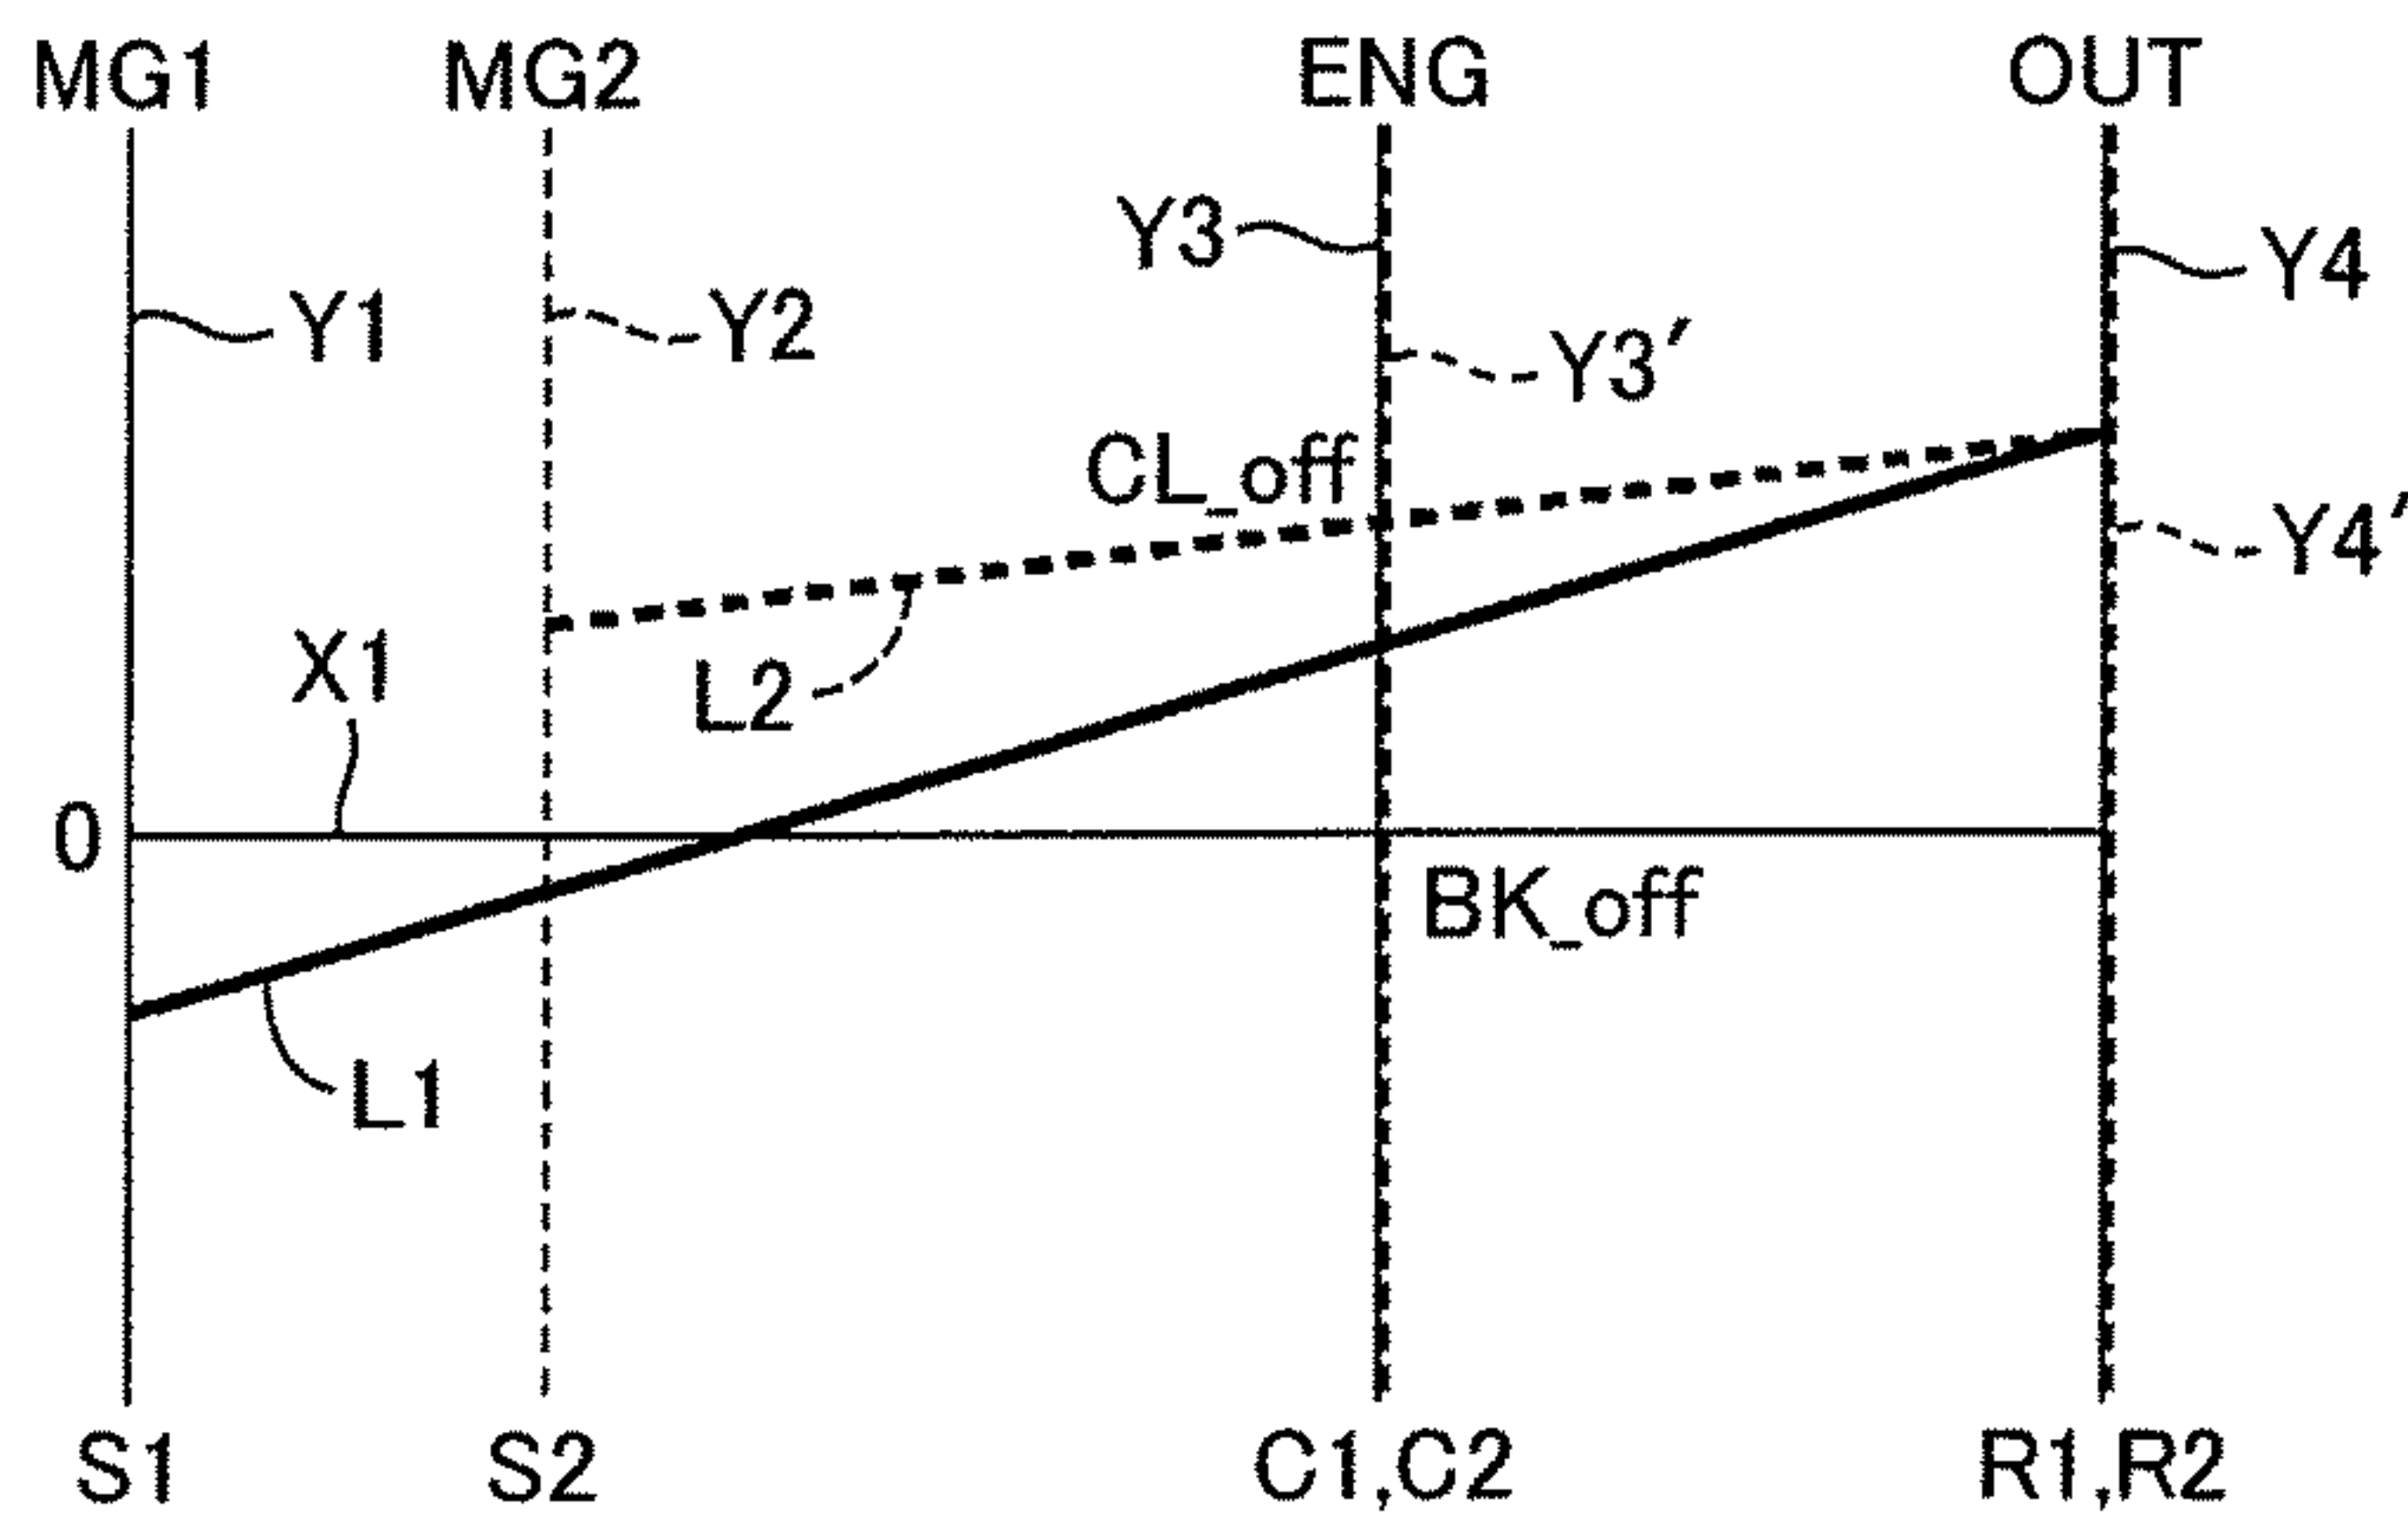 MG1 MG2 ENG OUT
Y3 Y4
Y1 Y2 Y3′
CL_off
Y4′
X1 L2
0
BK_off
L1
S1 S2 C1,C2 R1,R2